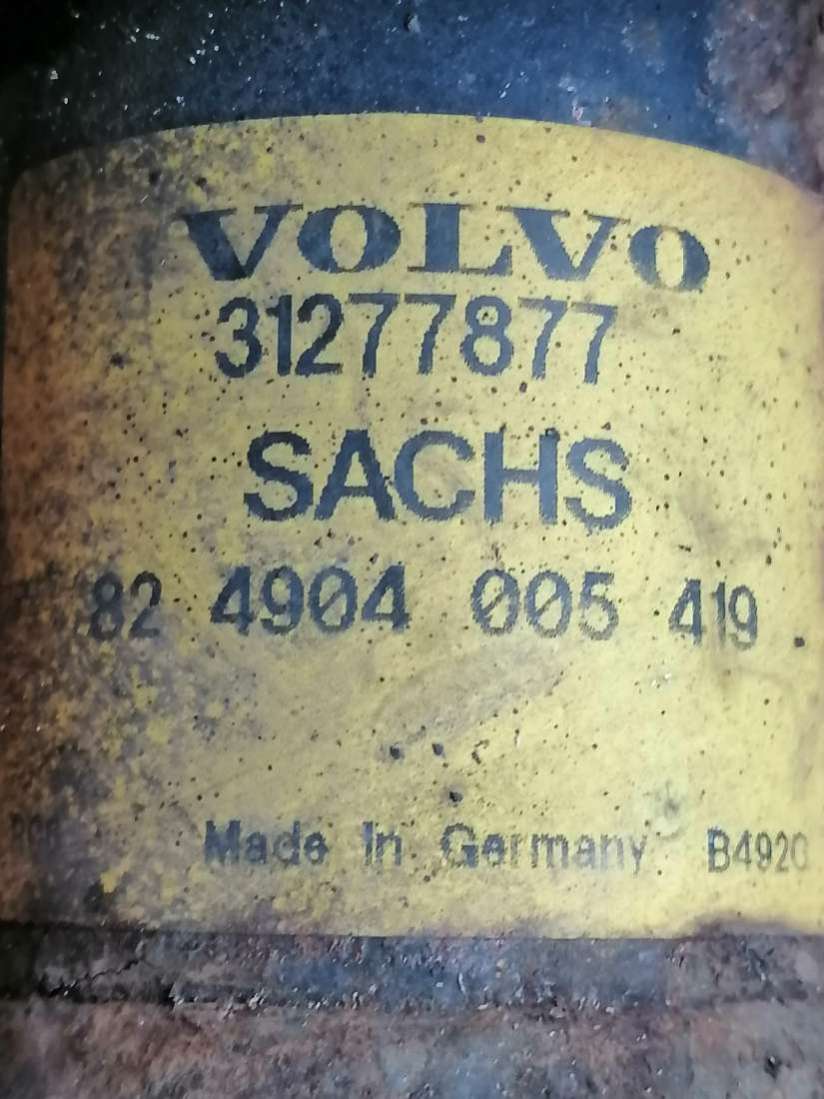 VOLVO
31277877
SACHS
82 4904 005 419
Made In Germany B4920